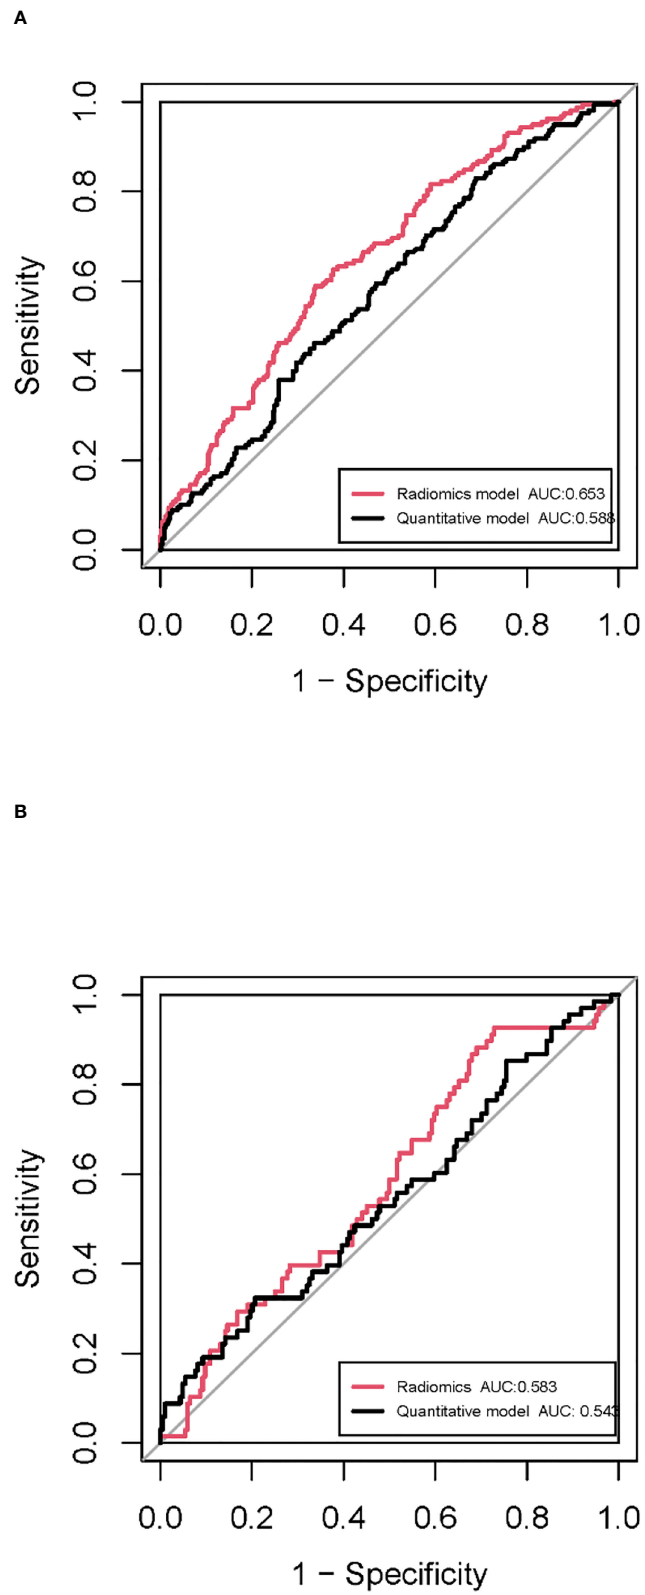 A
1.0
0.8
0.6
0.4
0.2
0.0
Sensitivity
Radiomics model AUC:0.653
Quantitative model AUC:0.588
0.0 0.2 0.4 0.6 0.8 1.0
1 − Specificity
B
1.0
0.8
0.6
0.4
0.2
0.0
Sensitivity
Radiomics AUC:0.583
Quantitative model AUC: 0.543
0.0 0.2 0.4 0.6 0.8 1.0
1 − Specificity